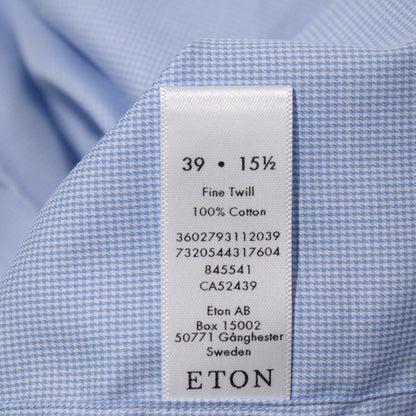 39 • 15½
Fine Twill
100% Cotton
3602793112039
7320544317604
845541
CA52439
Eton AB
Box 15002
50771 Gånghester
Sweden
ETON